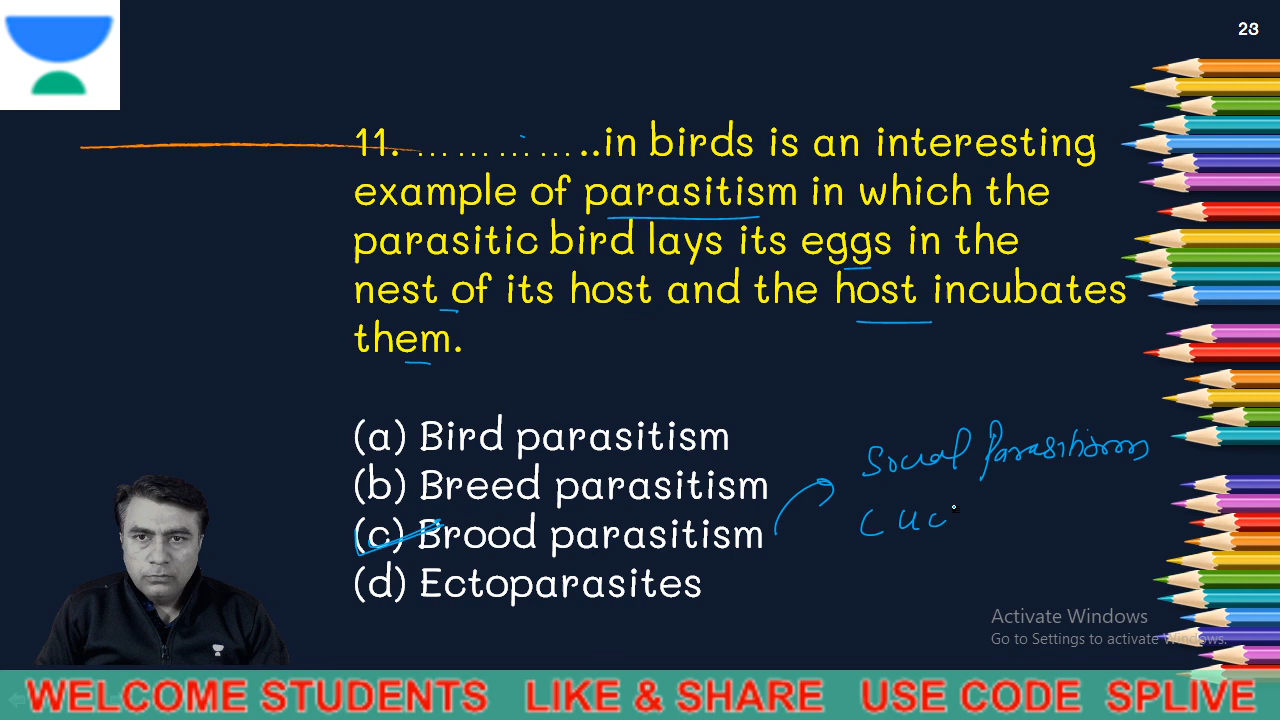 23
11. ..............in birds is an interesting
example of parasitism in which the
parasitic bird lays its eggs in the
nest of its host and the host incubates
them.
(a) Bird parasitism
(b) Breed parasitism
(c) Brood parasitism
(d) Ectoparasites
Social Parasitism
CUC
Activate Windows
Go to Settings to activate Windows.
WELCOME STUDENTS LIKE & SHARE USE CODE SPLIVE